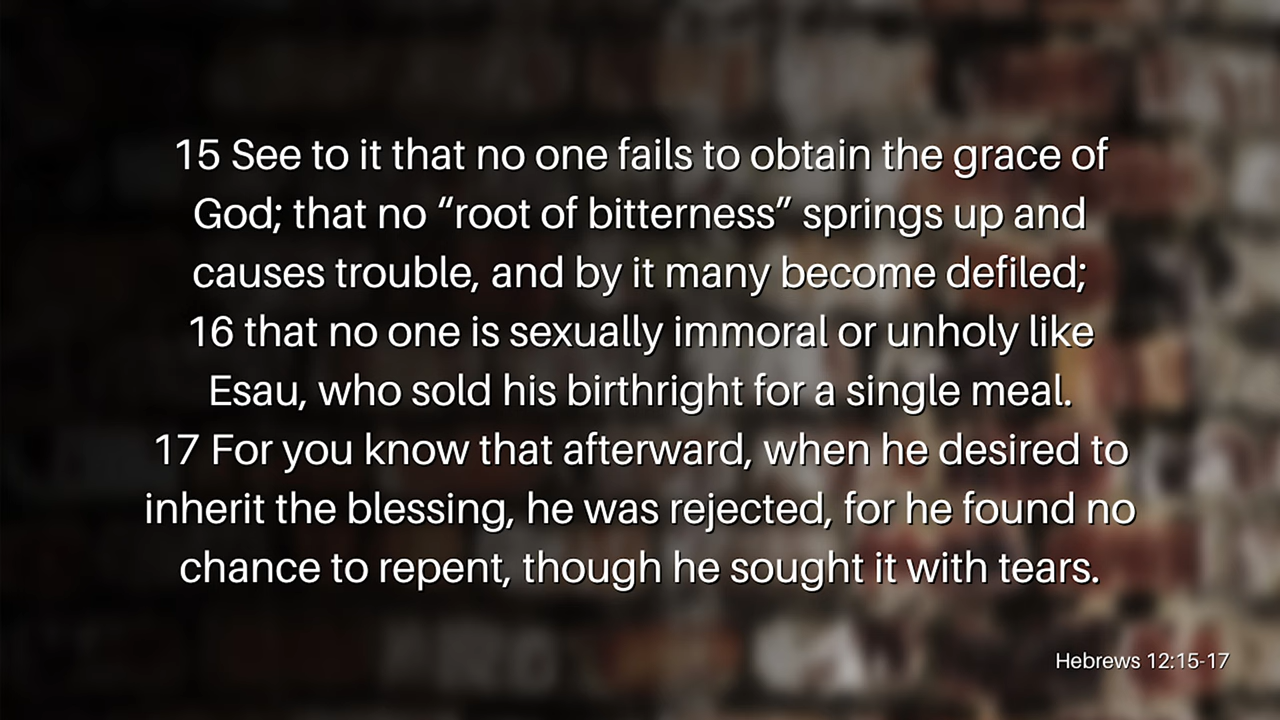 15 See to it that no one fails to obtain the grace of
God; that no “root of bitterness” springs up and
causes trouble, and by it many become defiled;
16 that no one is sexually immoral or unholy like
Esau, who sold his birthright for a single meal.
17 For you know that afterward, when he desired to
inherit the blessing, he was rejected, for he found no
chance to repent, though he sought it with tears.
Hebrews 12:15-17